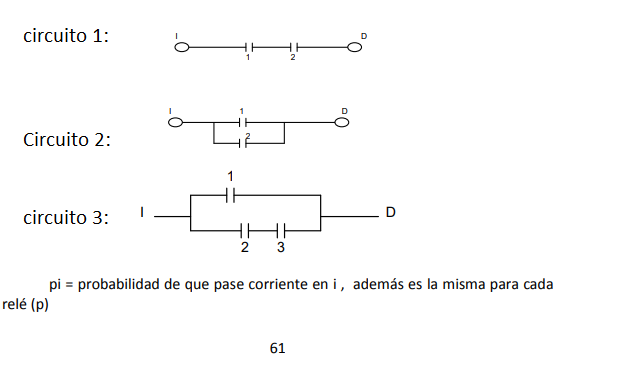 circuito 1:
I D
1 2
I 1 D
Circuito 2:
2
1
circuito 3:
I D
2 3
pi = probabilidad de que pase corriente en i , además es la misma para cada
relé (p)
61